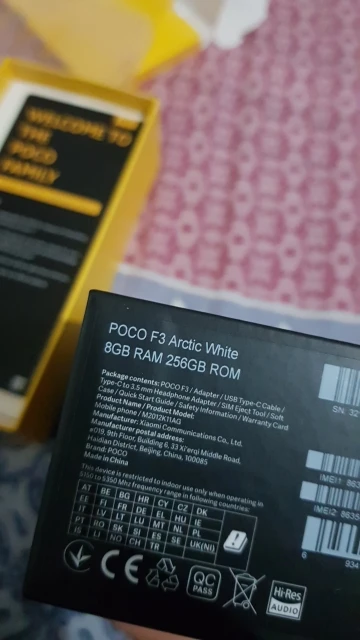 WELCOME TO
THE
POCO
FAMILY
POCO F3 Arctic White
8GB RAM 256GB ROM
Package contents: POCO F3 / Adapter / USB Type-C Cable /
Type-C to 3.5 mm Headphone Adapter / SIM Eject Tool / Soft
Case / Quick Start Guide / Safety Information / Warranty Card
Product Name / Product Model:
Mobile phone / M2012K11AG
Manufacturer: Xiaomi Communications Co., Ltd.
Manufacturer postal address:
#019, 9th Floor, Building 6, 33 Xi'erqi Middle Road,
Haidian District, Beijing, China, 100085
Brand: POCO
Made in China
This device is restricted to indoor use only when operating in
5150 to 5350 Mhz frequency range in following countries:
BE BG HR CY CZ DK
EE FI FR DE EL HU IE
IT LV LT LU MT NL PL
PT RO SK SI ES SE UK(NI)
IS LI NO CH TR
CE
QC
PASS
Hi-Res
AUDIO
SN:
IMEI1:
IMEI2: